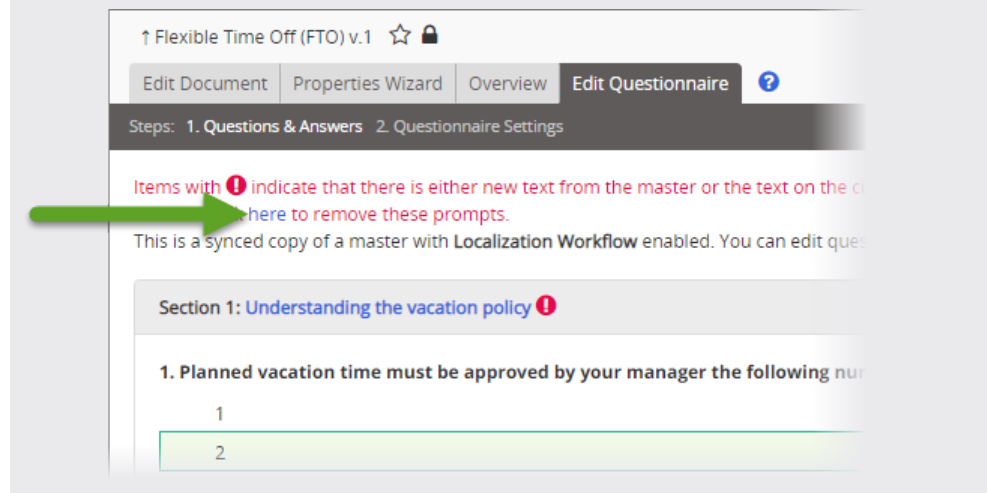 ↑ Flexible Time Off (FTO) v.1
Edit Document Properties Wizard Overview Edit Questionnaire ?
Steps: 1. Questions & Answers 2. Questionnaire Settings
Items with ! indicate that there is either new text from the master or the text on the
here to remove these prompts.
This is a synced copy of a master with Localization Workflow enabled. You can edit
Section 1: Understanding the vacation policy !
1. Planned vacation time must be approved by your manager the following
1
2